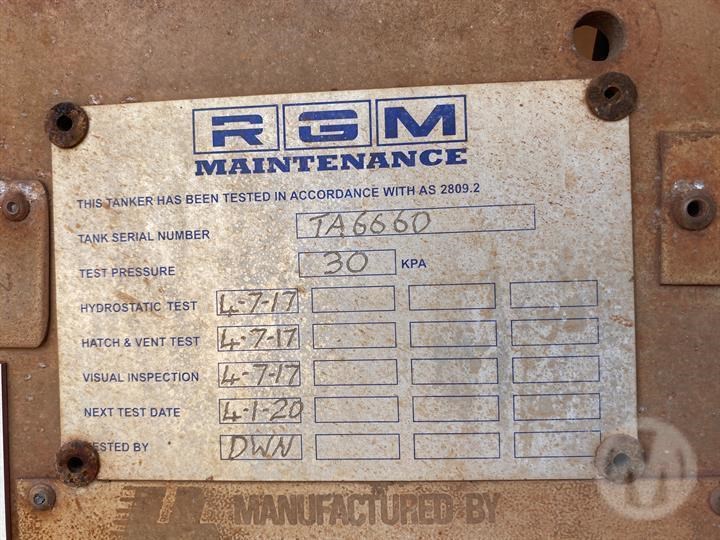 RGM
MAINTENANCE
THIS TANKER HAS BEEN TESTED IN ACCORDANCE WITH AS 2809.2
TANK SERIAL NUMBER TA6660
TEST PRESSURE 30 KPA
HYDROSTATIC TEST 4-7-17
HATCH & VENT TEST 4-7-17
VISUAL INSPECTION 4-7-17
NEXT TEST DATE 4-1-20
TESTED BY DWN
MANUFACTURED BY
M